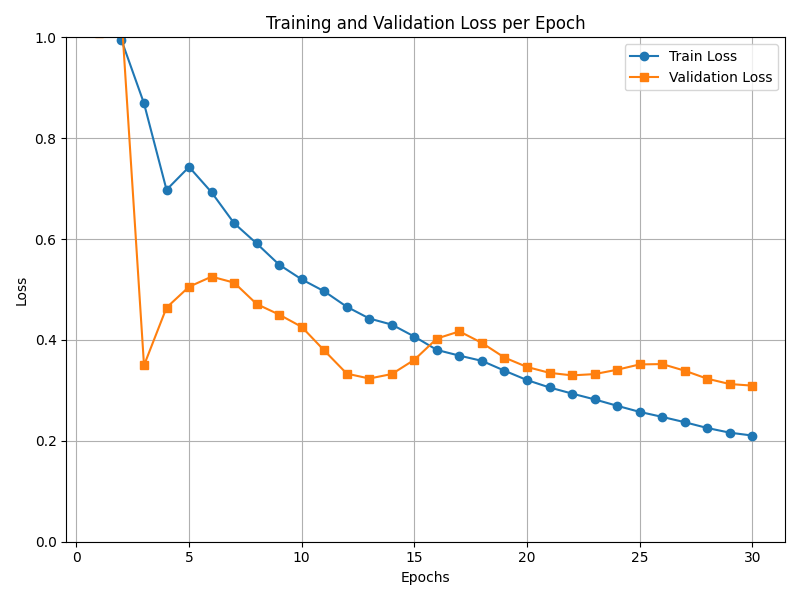 Training and Validation Loss per Epoch
Train Loss
Validation Loss
1.0
0.8
0.6
0.4
0.2
0.0
Loss
0 5 10 15 20 25 30
Epochs